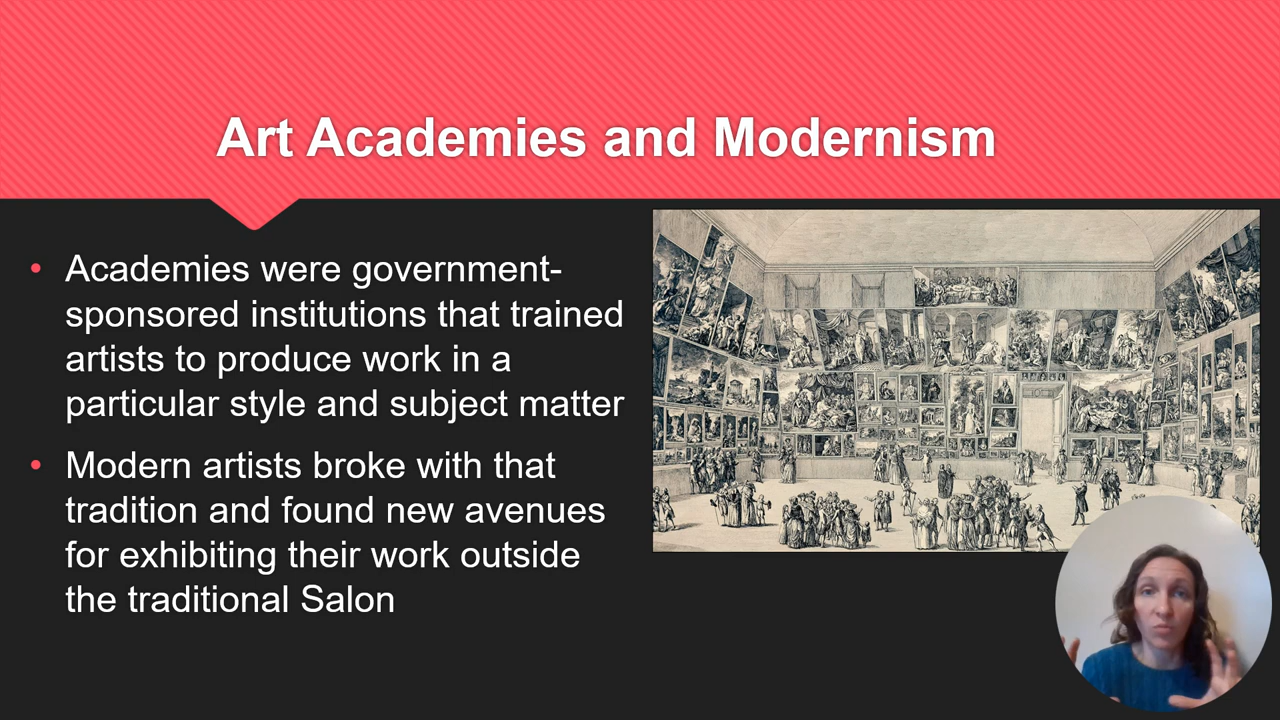 Art Academies and Modernism
• Academies were government-
sponsored institutions that trained
artists to produce work in a
particular style and subject matter
• Modern artists broke with that
tradition and found new avenues
for exhibiting their work outside
the traditional Salon